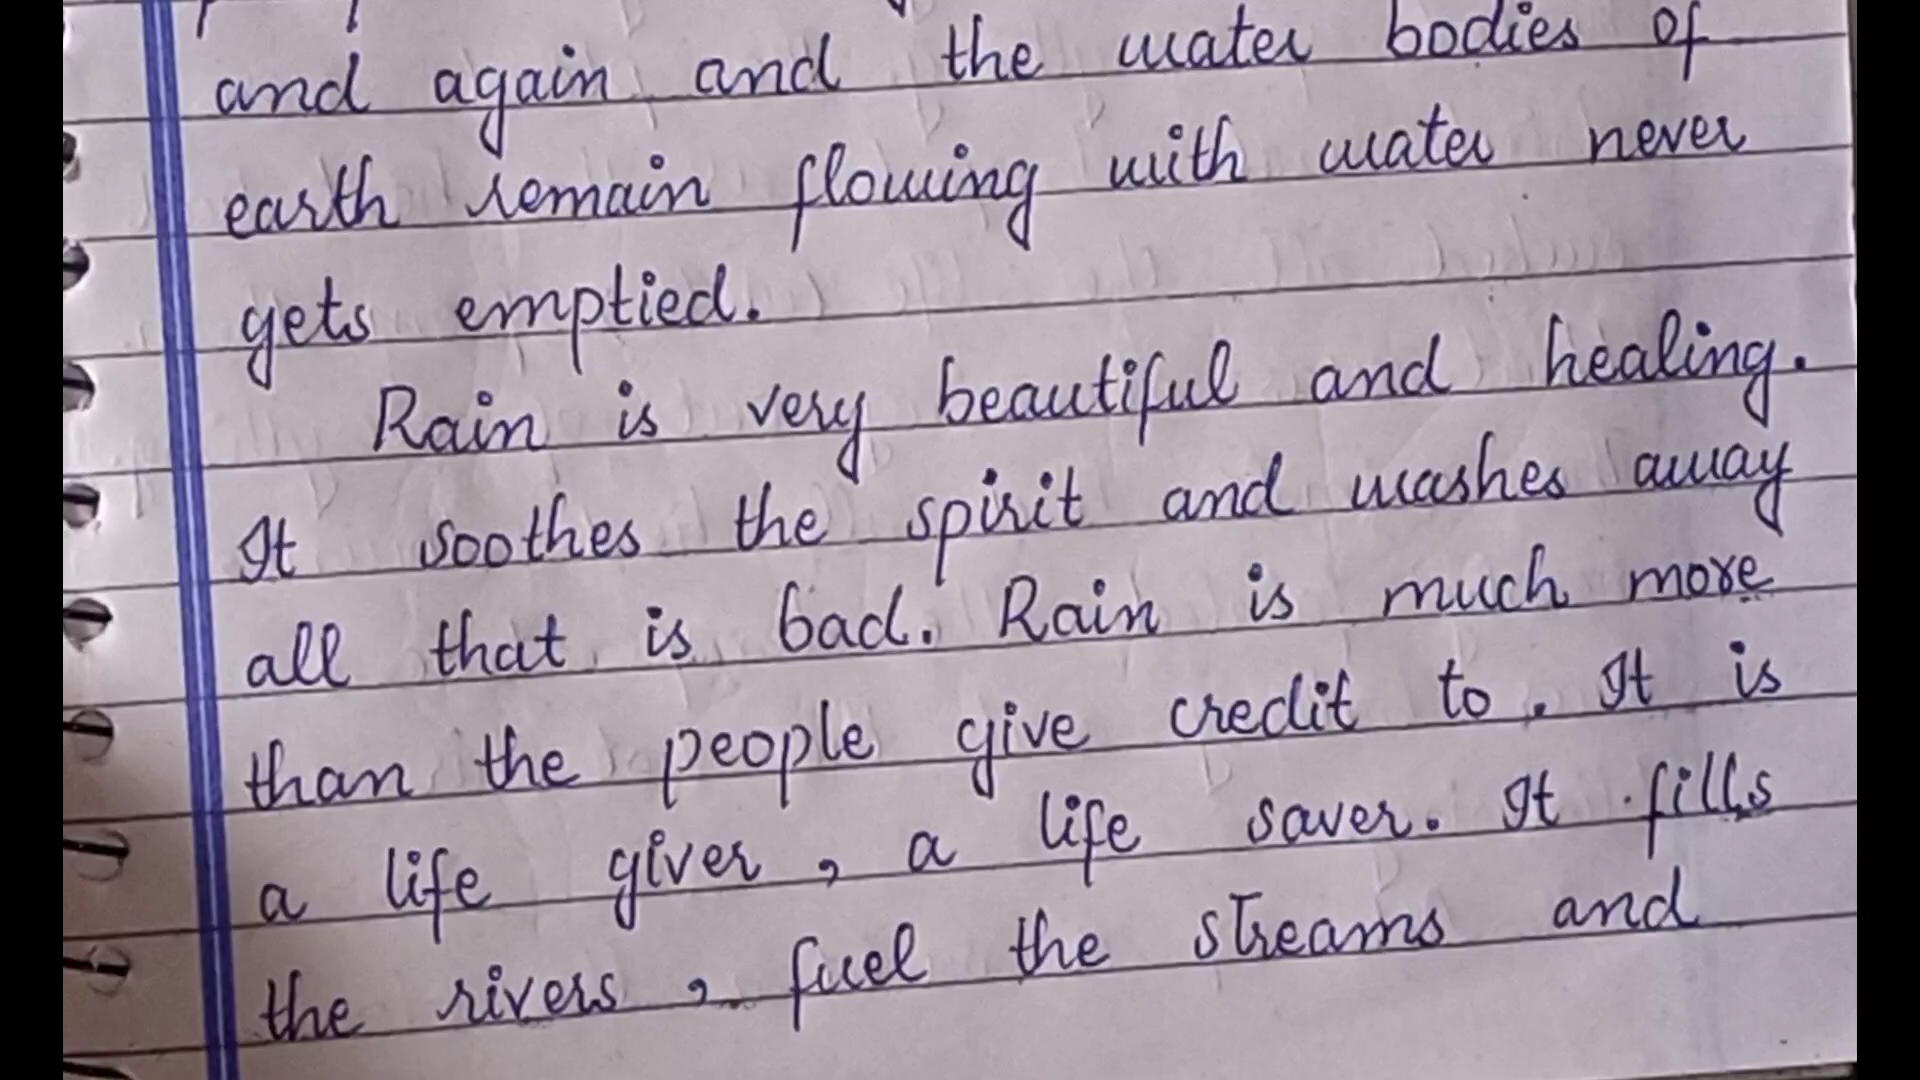 and again and the water bodies of
earth remain flowing with water never
gets emptied.
Rain is very beautiful and healing.
It soothes the spirit and washes away
all that is bad. Rain is much more
than the people give credit to. It is
a life giver, a life saver. It fills
the rivers, fuel the streams and